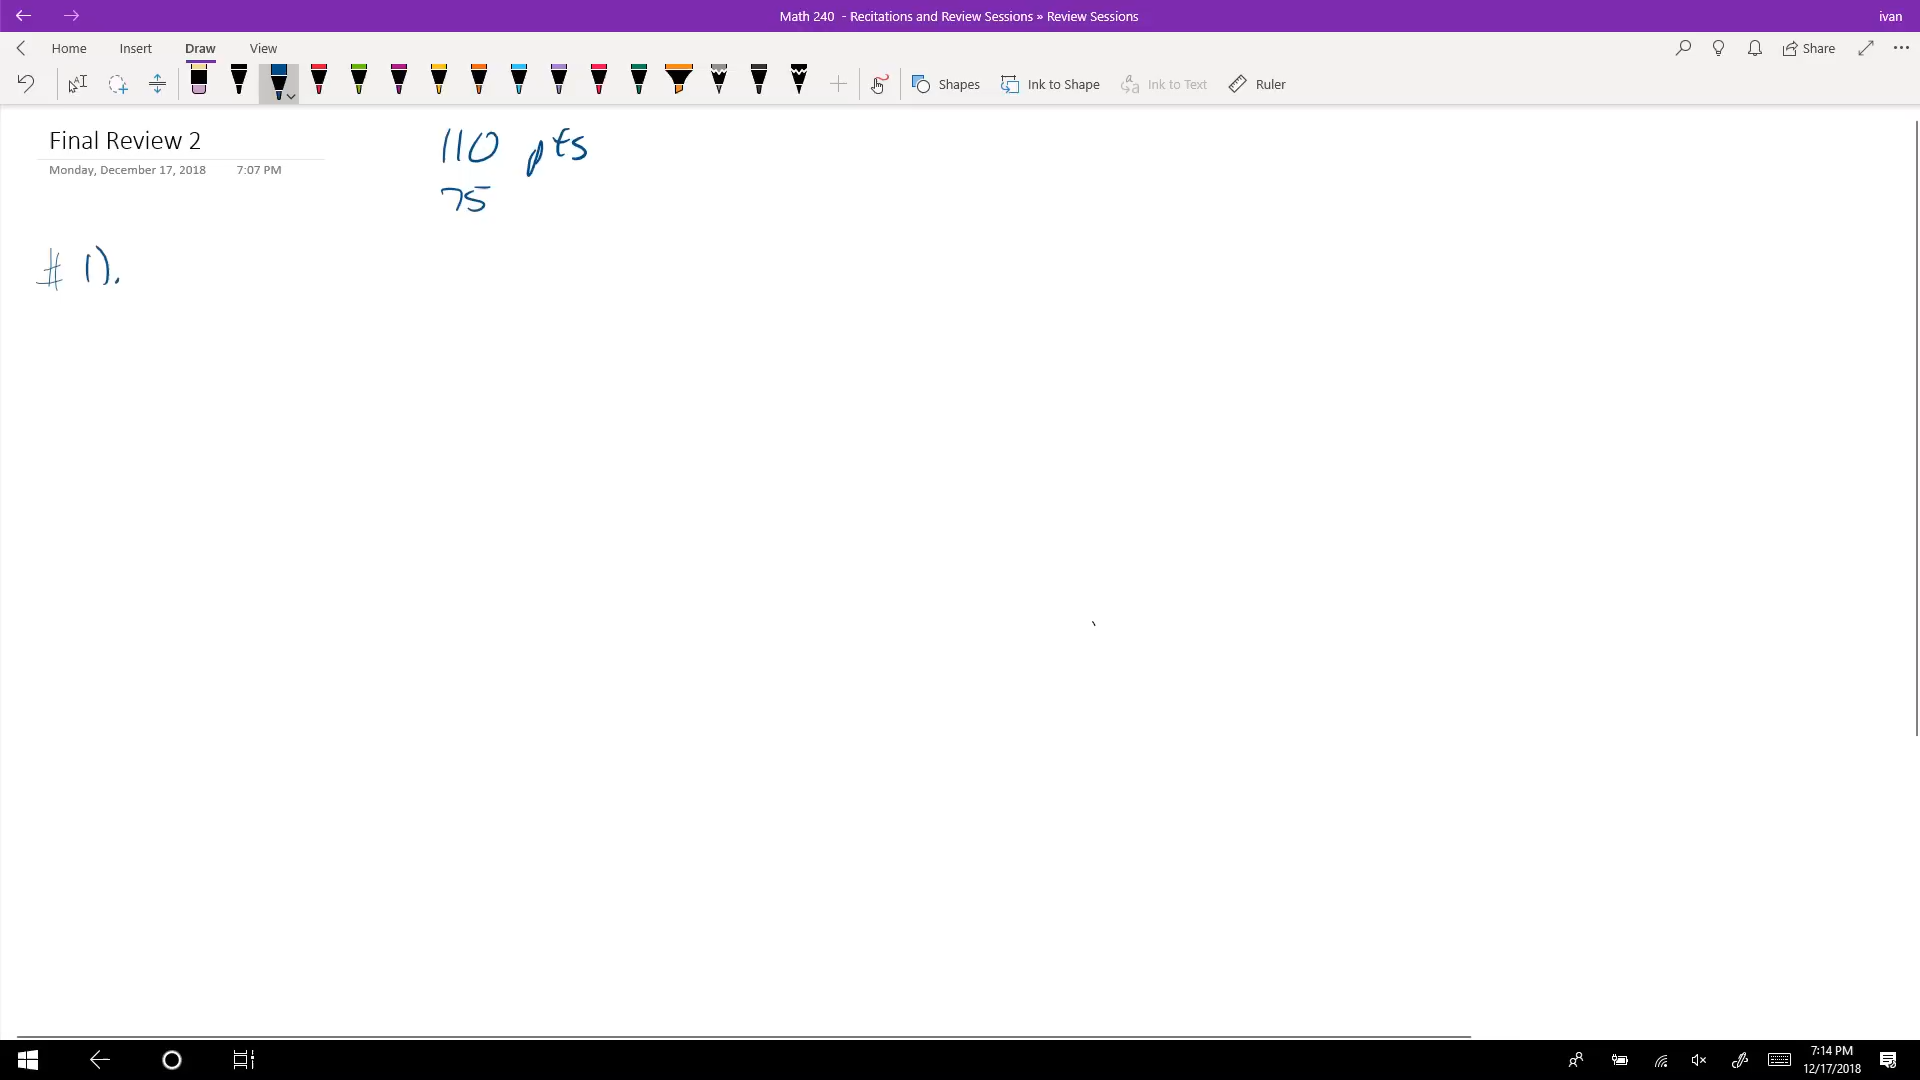 Math 240 - Recitations and Review Sessions » Review Sessions
ivan
Home Insert Draw View
Share
Shapes Ink to Shape Ink to Text Ruler
Final Review 2
Monday, December 17, 2018 7:07 PM
110 pts
75
# 1).
7:14 PM
12/17/2018